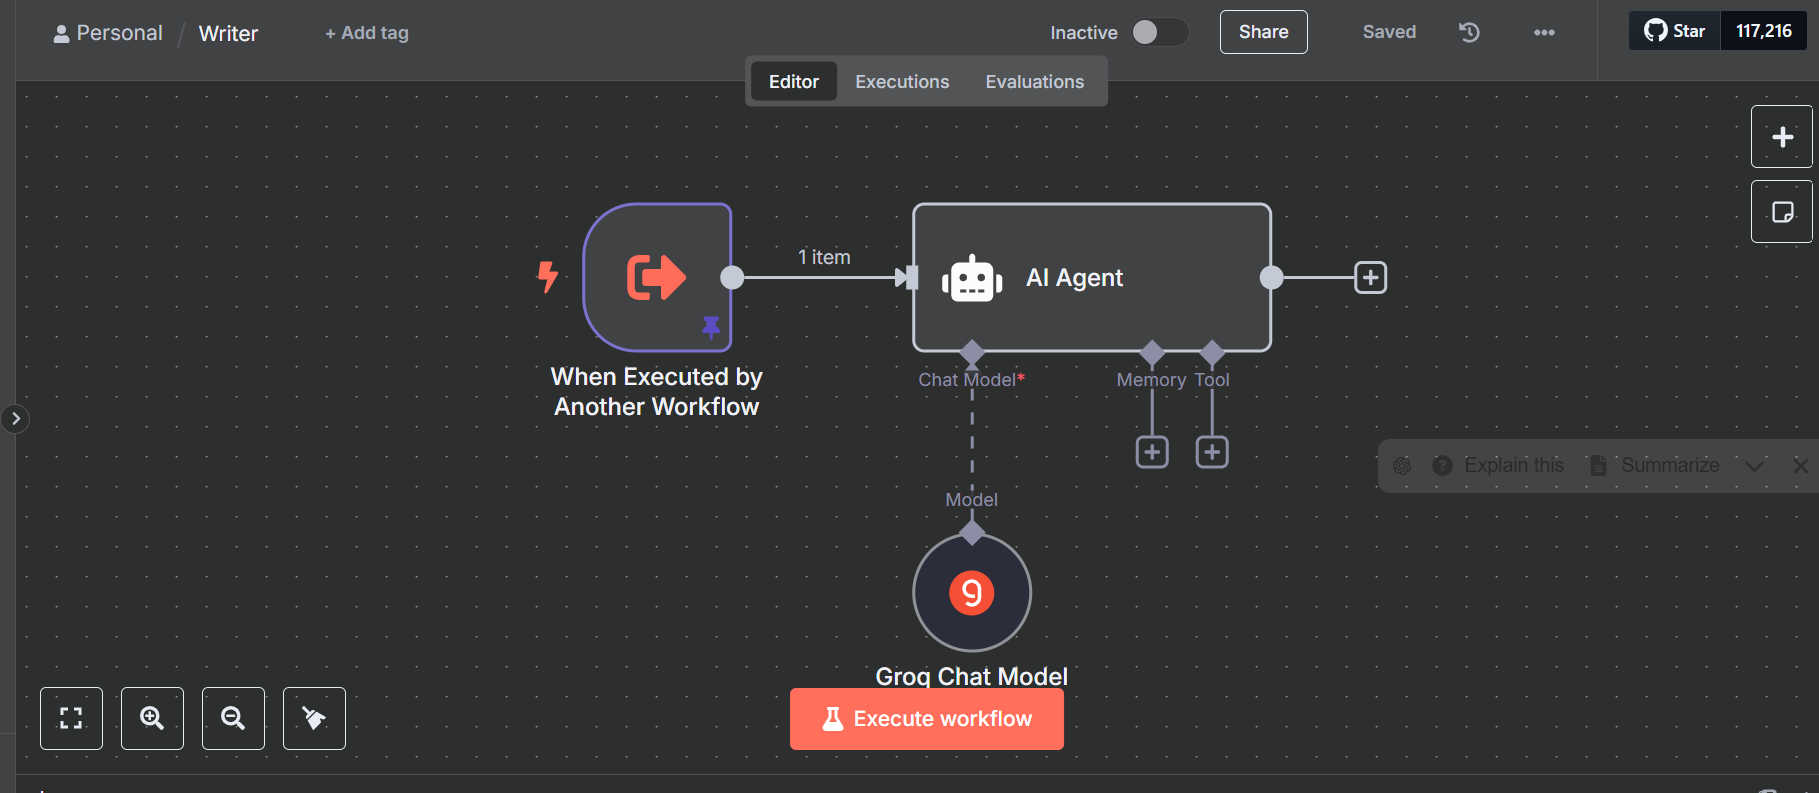 Personal / Writer + Add tag
Inactive Share Saved ••• Star 117,216
Editor Executions Evaluations
1 item
AI Agent
When Executed by
Another Workflow
Chat Model* Memory Tool
Explain this Summarize
Model
Groq Chat Model
Execute workflow